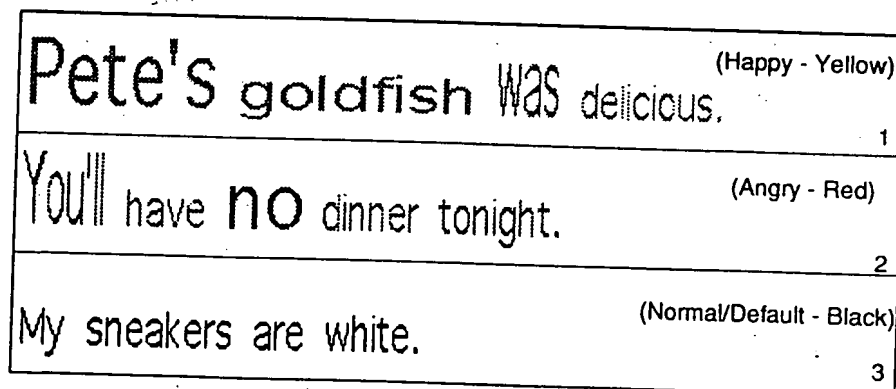 Pete's goldfish was delicious. (Happy - Yellow)
1
You'll have no dinner tonight. (Angry - Red)
2
My sneakers are white. (Normal/Default - Black)
3